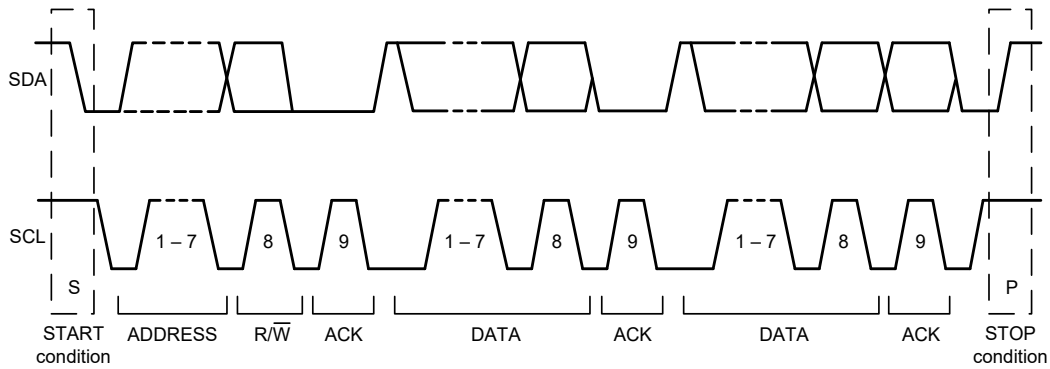 SDA
SCL
1 – 7 8 9 1 – 7 8 9 1 – 7 8 9
S P
START condition ADDRESS R/W̅ ACK DATA ACK DATA ACK STOP condition